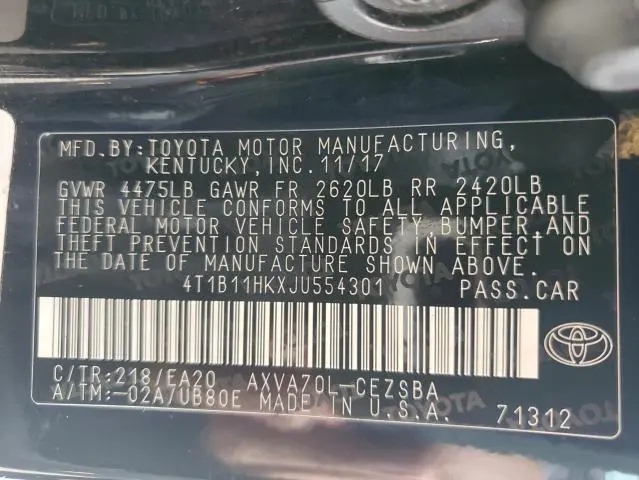 MFD.BY:TOYOTA MOTOR MANUFACTURING,
KENTUCKY,INC.11/17
GVWR 4475LB GAWR FR 2620LB RR 2420LB
THIS VEHICLE CONFORMS TO ALL APPLICABLE
FEDERAL MOTOR VEHICLE SAFETY,BUMPER,AND
THEFT PREVENTION STANDARDS IN EFFECT ON
THE DATE OF MANUFACTURE SHOWN ABOVE.
4T1B11HKXJU554301 PASS.CAR
C/TR:218/EA20 AXVA70L-CEZSBA
A/TM:-02A/UB80E MADE IN U.S.A. 71312